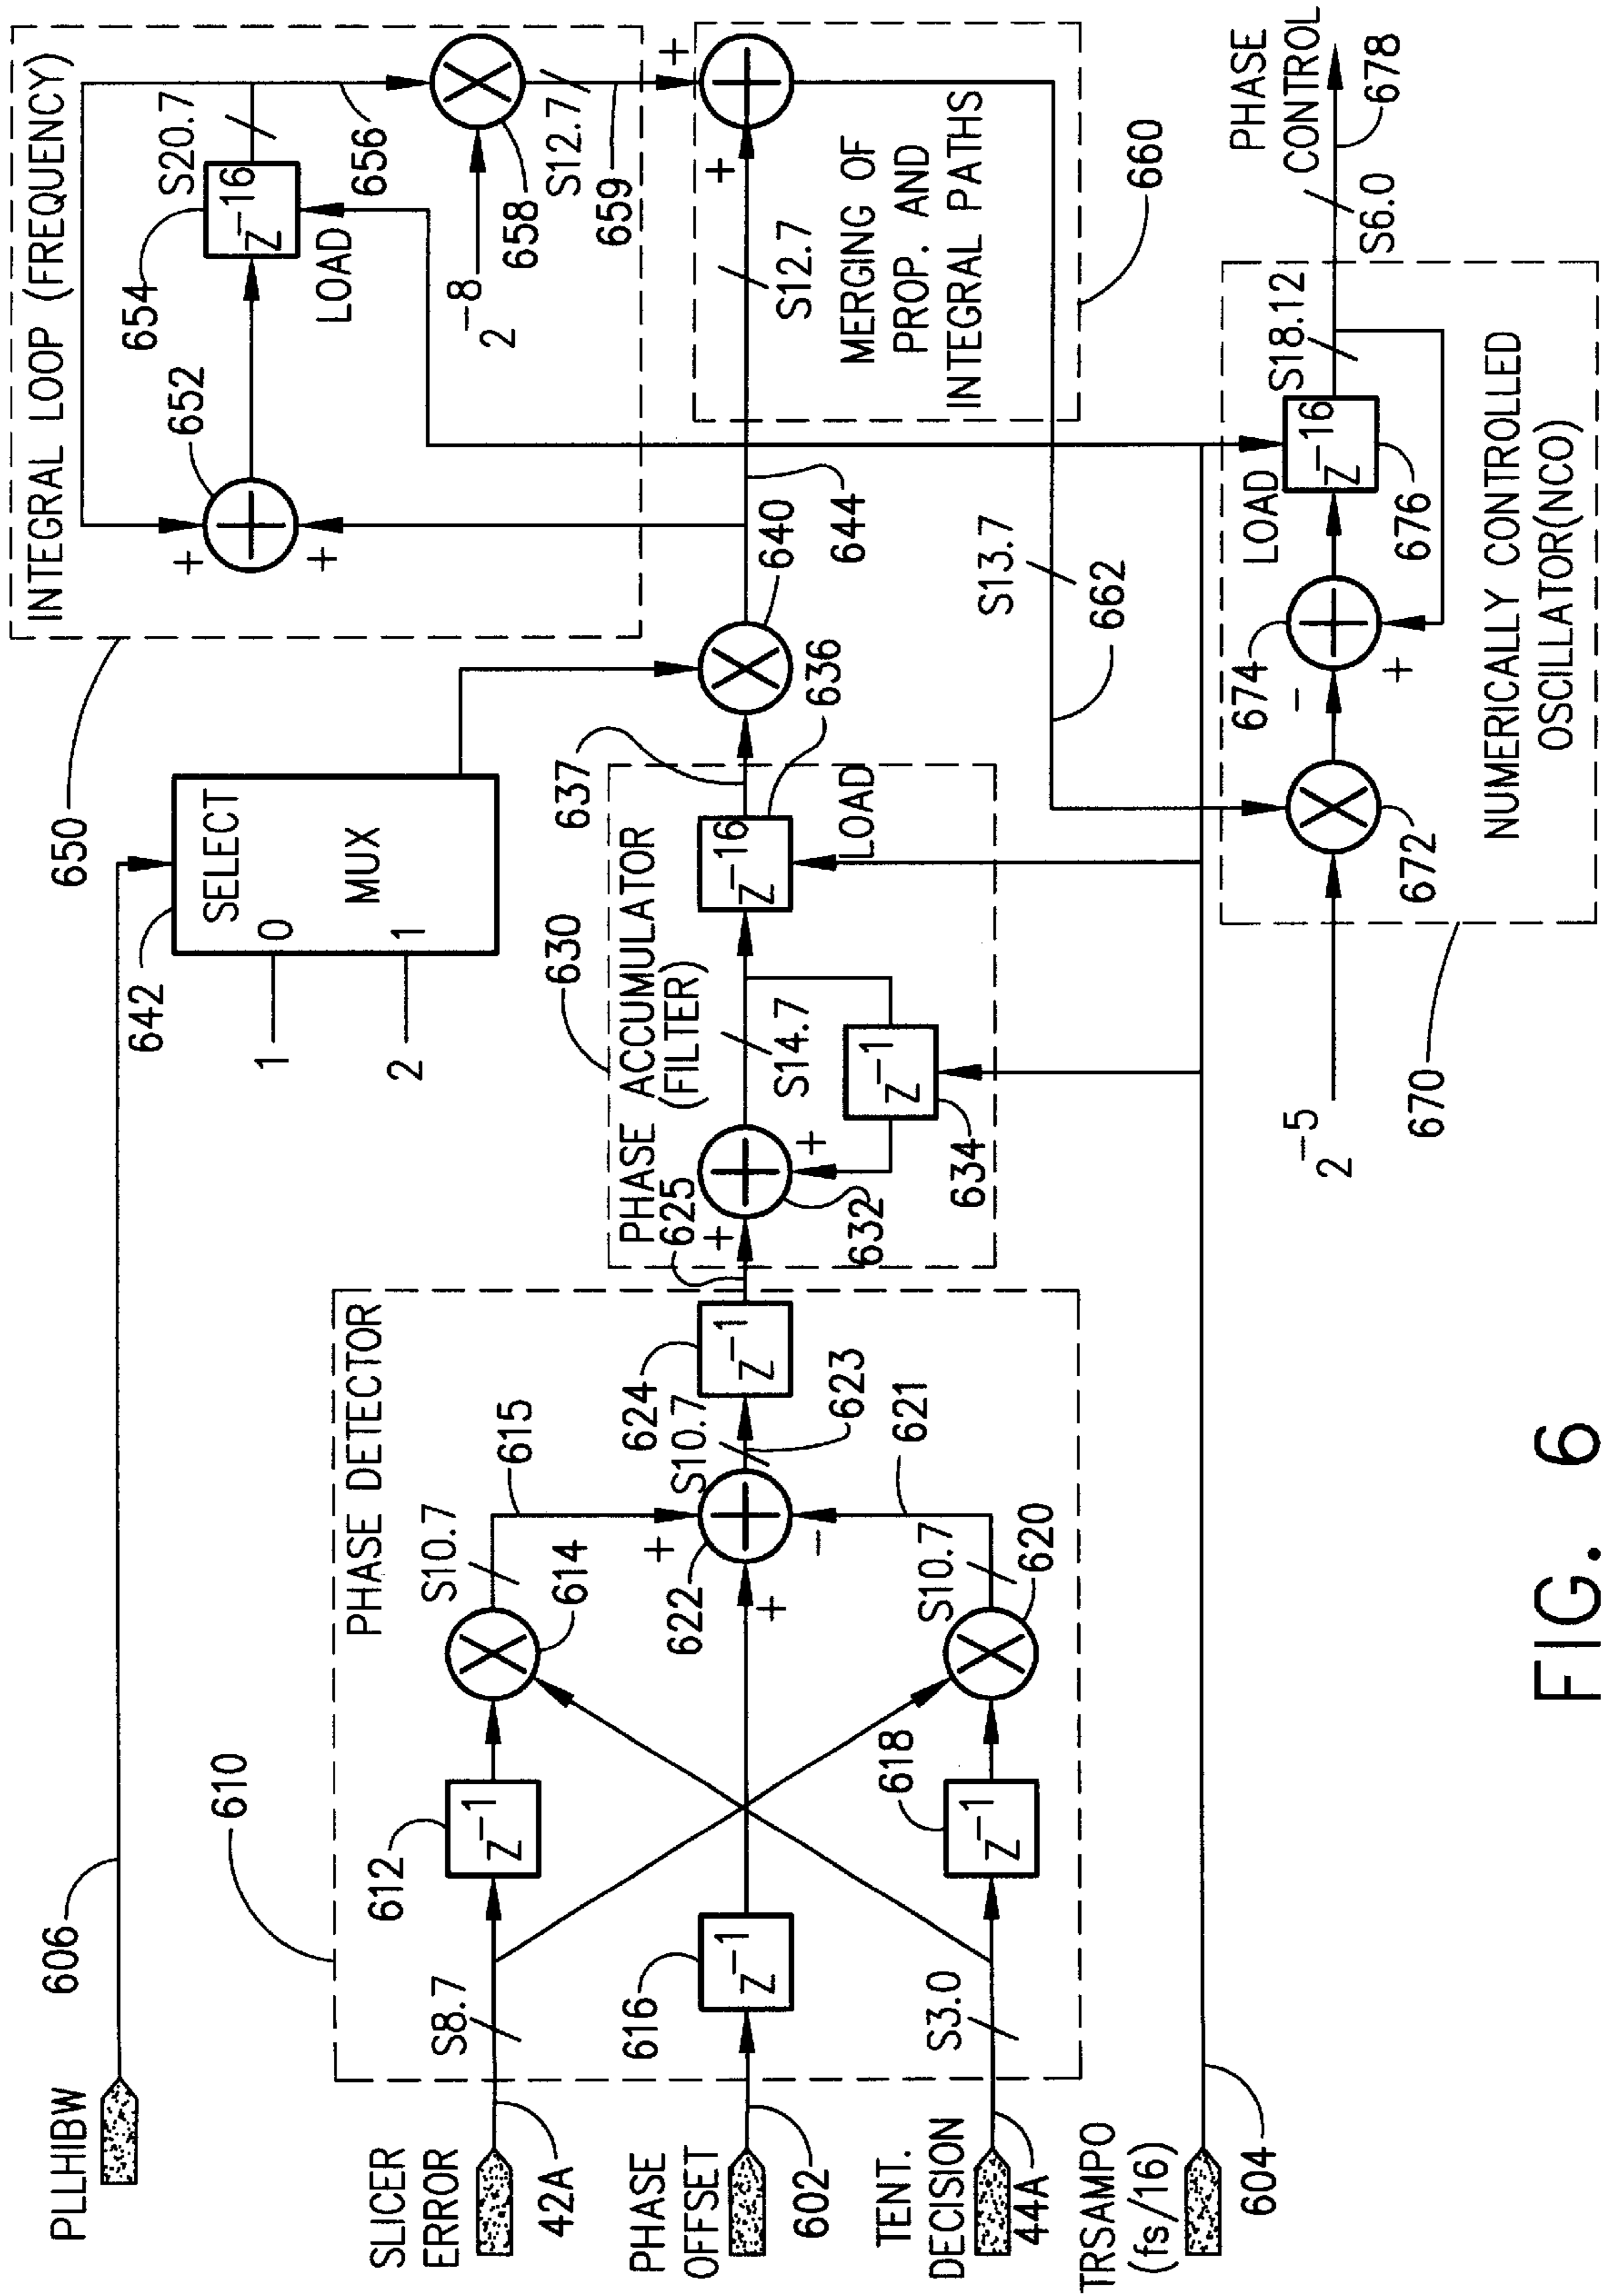 PLLHIBW
606
642
SELECT
0
MUX
1
1
2
650
INTEGRAL LOOP (FREQUENCY)
652
654
S20.7
z⁻¹⁶
LOAD
656
2⁻⁸
658
S12.7
659
610
PHASE DETECTOR
SLICER
ERROR
42A
S8.7
612
z⁻¹
S10.7
614
615
PHASE
OFFSET
602
616
z⁻¹
622
+
+
−
S10.7
623
624
z⁻¹
625
TENT.
DECISION
44A
S3.0
618
z⁻¹
S10.7
620
621
630
PHASE ACCUMULATOR
(FILTER)
+
+
632
S14.7
z⁻¹
634
z⁻¹⁶
LOAD
636
637
640
644
+
+
S12.7
+
+
MERGING OF
PROP. AND
INTEGRAL PATHS
660
S13.7
662
TRSAMPO
(fs/16)
604
2⁻⁵
670
672
674
−
+
LOAD
z⁻¹⁶
676
S18.12
NUMERICALLY CONTROLLED
OSCILLATOR(NCO)
S6.0
PHASE
CONTROL
678
FIG. 6